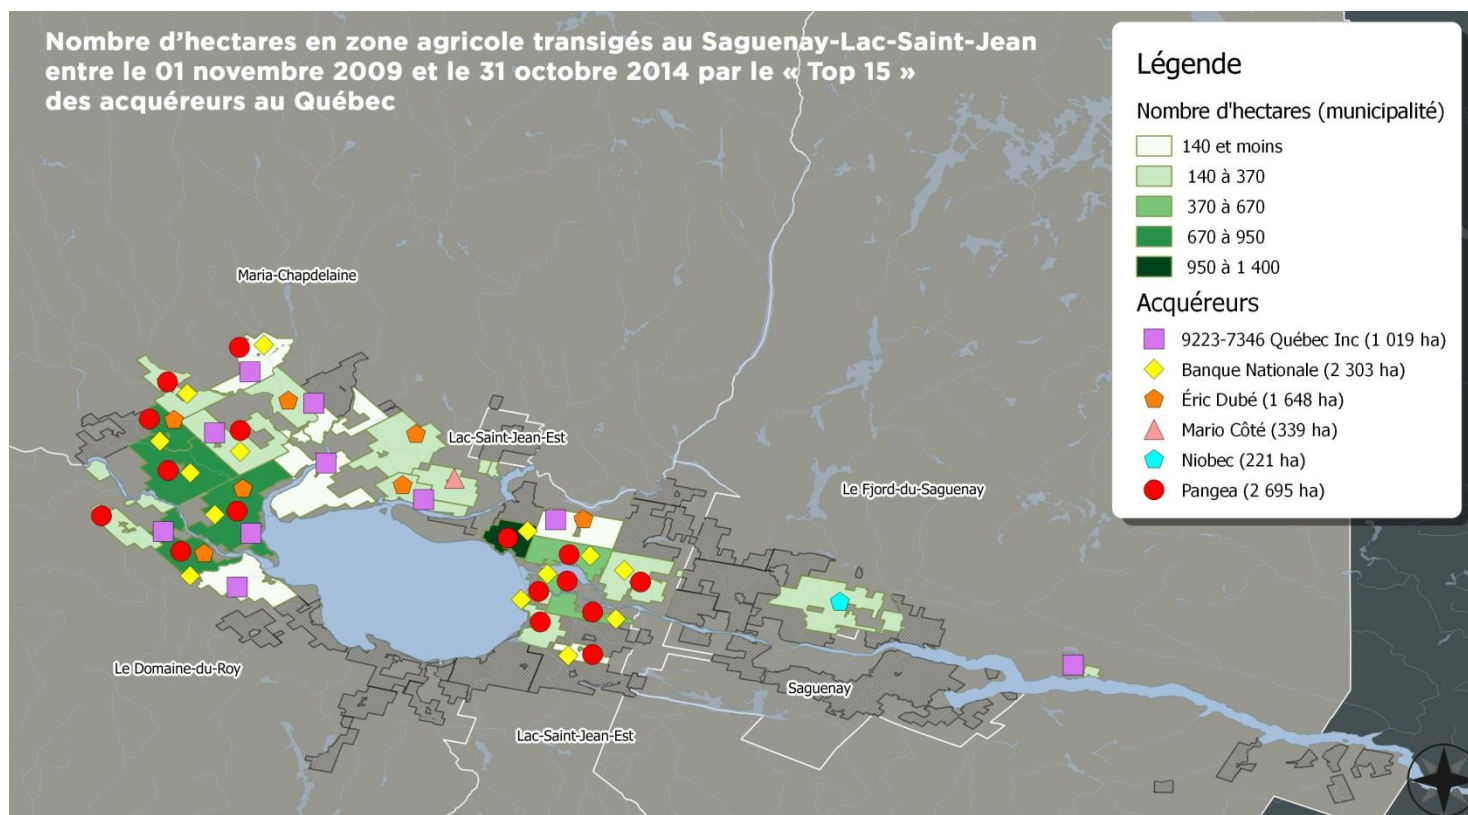 Nombre d'hectares en zone agricole transigés au Saguenay-Lac-Saint-Jean
entre le 01 novembre 2009 et le 31 octobre 2014 par le « Top 15 »
des acquéreurs au Québec
Légende
Nombre d'hectares (municipalité)
140 et moins
140 à 370
370 à 670
670 à 950
950 à 1 400
Acquéreurs
9223-7346 Québec Inc (1 019 ha)
Banque Nationale (2 303 ha)
Éric Dubé (1 648 ha)
Mario Côté (339 ha)
Niobec (221 ha)
Pangea (2 695 ha)
Maria-Chapdelaine
Lac-Saint-Jean-Est
Le Fjord-du-Saguenay
Le Domaine-du-Roy
Saguenay
Lac-Saint-Jean-Est